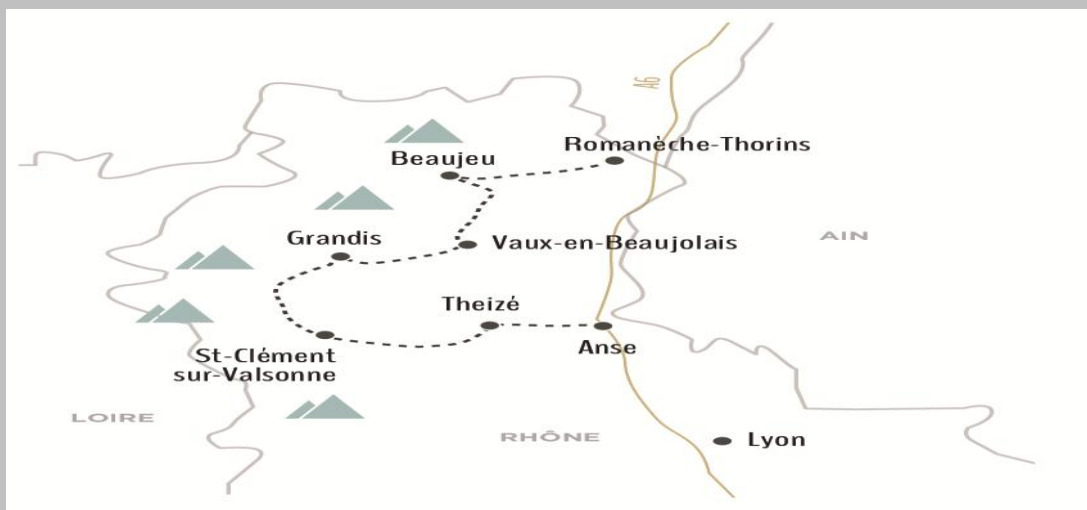 A6
Romanèche-Thorins
Beaujeu
Grandis
Vaux-en-Beaujolais
AIN
Theizé
Anse
St-Clément
sur-Valsonne
LOIRE
RHÔNE
Lyon